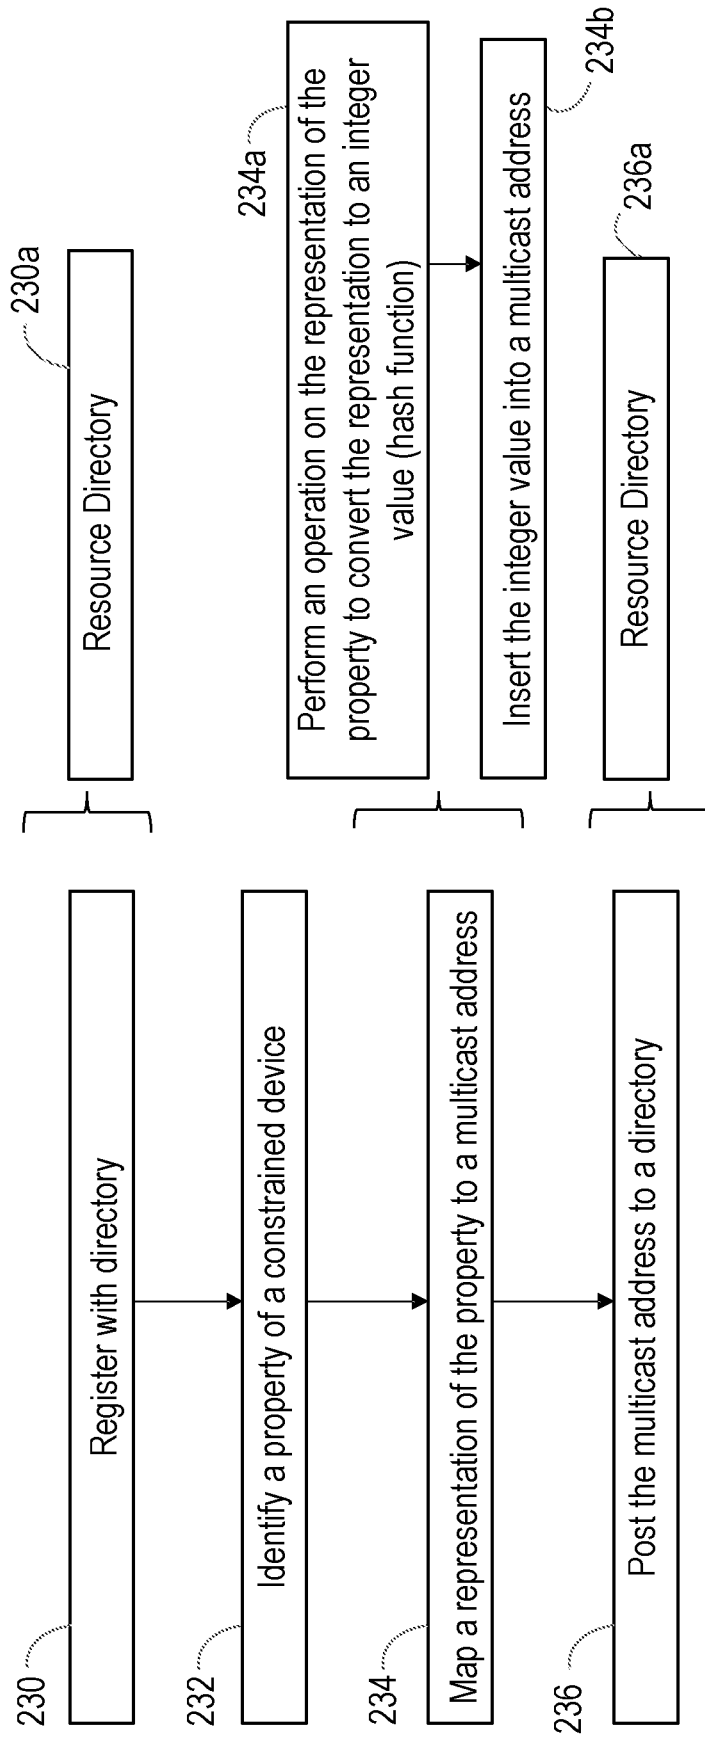 230
Register with directory
230a
Resource Directory
232
Identify a property of a constrained device
234
Map a representation of the property to a multicast address
234a
Perform an operation on the representation of the
property to convert the representation to an integer
value (hash function)
234b
Insert the integer value into a multicast address
236
Post the multicast address to a directory
236a
Resource Directory